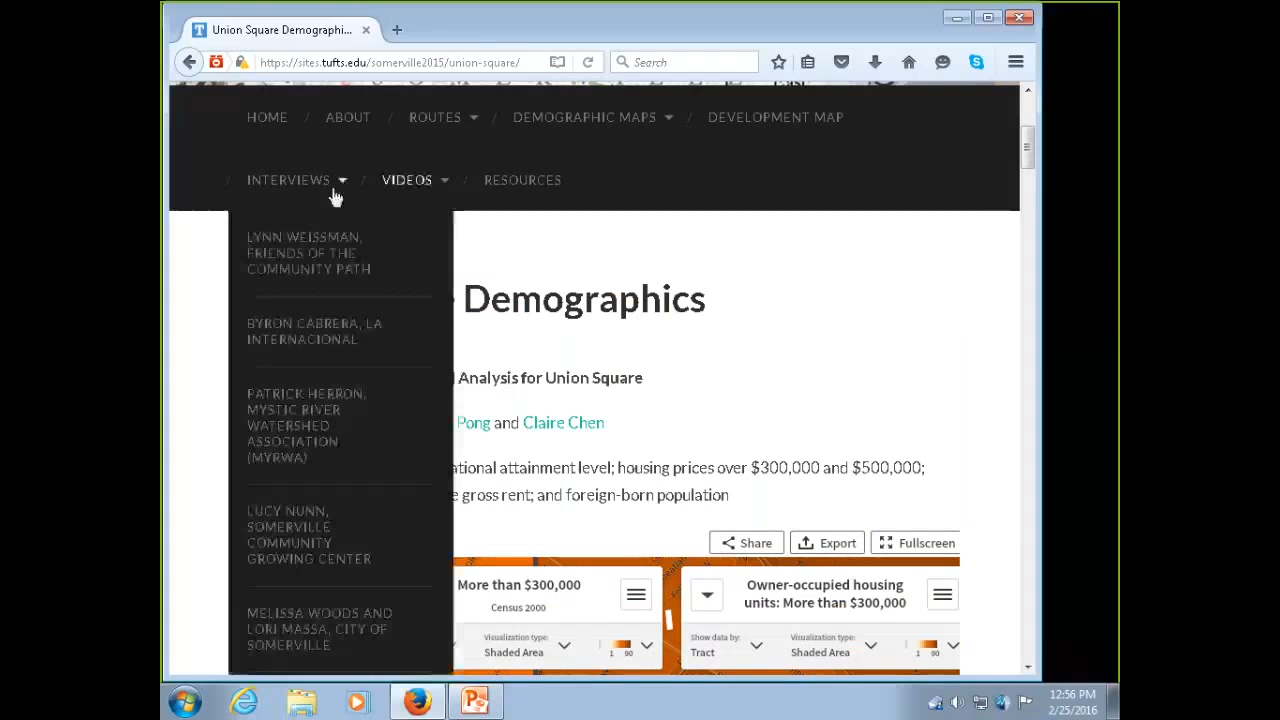 Union Square Demographi...
https://sites.tufts.edu/somerville2015/union-square/
Search
HOME / ABOUT / ROUTES / DEMOGRAPHIC MAPS / DEVELOPMENT MAP
/ INTERVIEWS / VIDEOS / RESOURCES
LYNN WEISSMAN,
FRIENDS OF THE
COMMUNITY PATH
BYRON CABRERA, LA
INTERNACIONAL
PATRICK HERRON,
MYSTIC RIVER
WATERSHED
ASSOCIATION
(MYRWA)
LUCY NUNN,
SOMERVILLE
COMMUNITY
GROWING CENTER
MELISSA WOODS AND
LORI MASSA, CITY OF
SOMERVILLE
Demographics
Analysis for Union Square
Pong and Claire Chen
ational attainment level; housing prices over $300,000 and $500,000;
e gross rent; and foreign-born population
Share
Export
Fullscreen
More than $300,000
Census 2000
Visualization type:
Shaded Area
1 90
Owner-occupied housing
units: More than $300,000
Show data by:
Tract
Visualization type:
Shaded Area
1 90
12:56 PM
2/25/2016